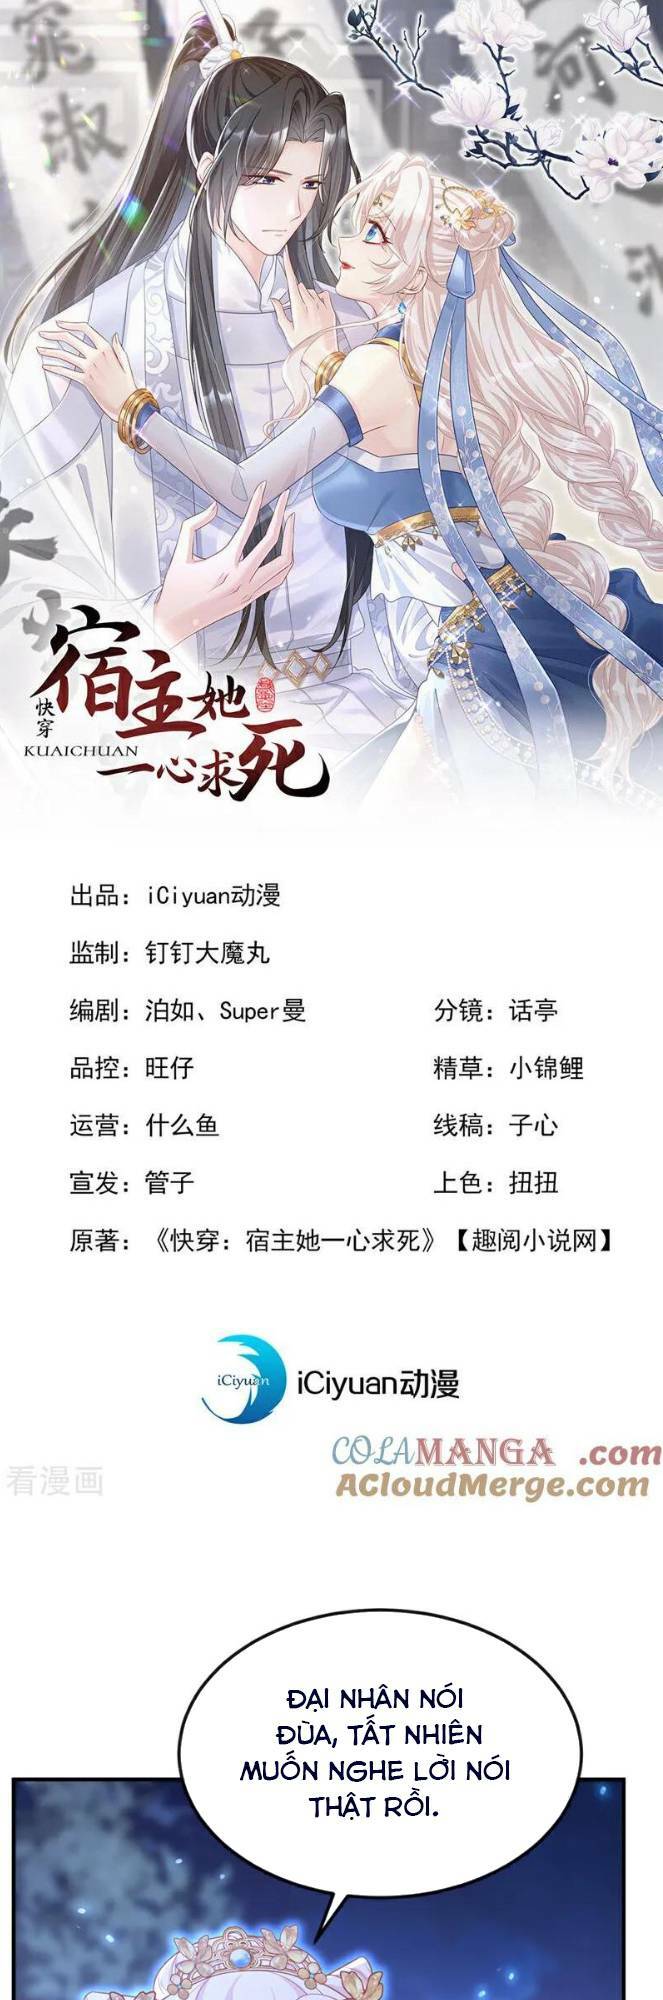 窕
淑
快穿
宿主她
KUAICHUAN
一心求死
出品：iCiyuan动漫
监制：钉钉大魔丸
编剧：泊如、Super曼
分镜：话亭
品控：旺仔
精草：小锦鲤
运营：什么鱼
线稿：子心
宣发：管子
上色：扭扭
原著：《快穿：宿主她一心求死》【趣阅小说网】
iCiyuan
iCiyuan动漫
COLAMANGA.com
看漫画
AcloudMerge.com
ĐẠI NHÂN NÓI
ĐÙA, TẤT NHIÊN
MUỐN NGHE LỜI NÓI
THẬT RỒI.